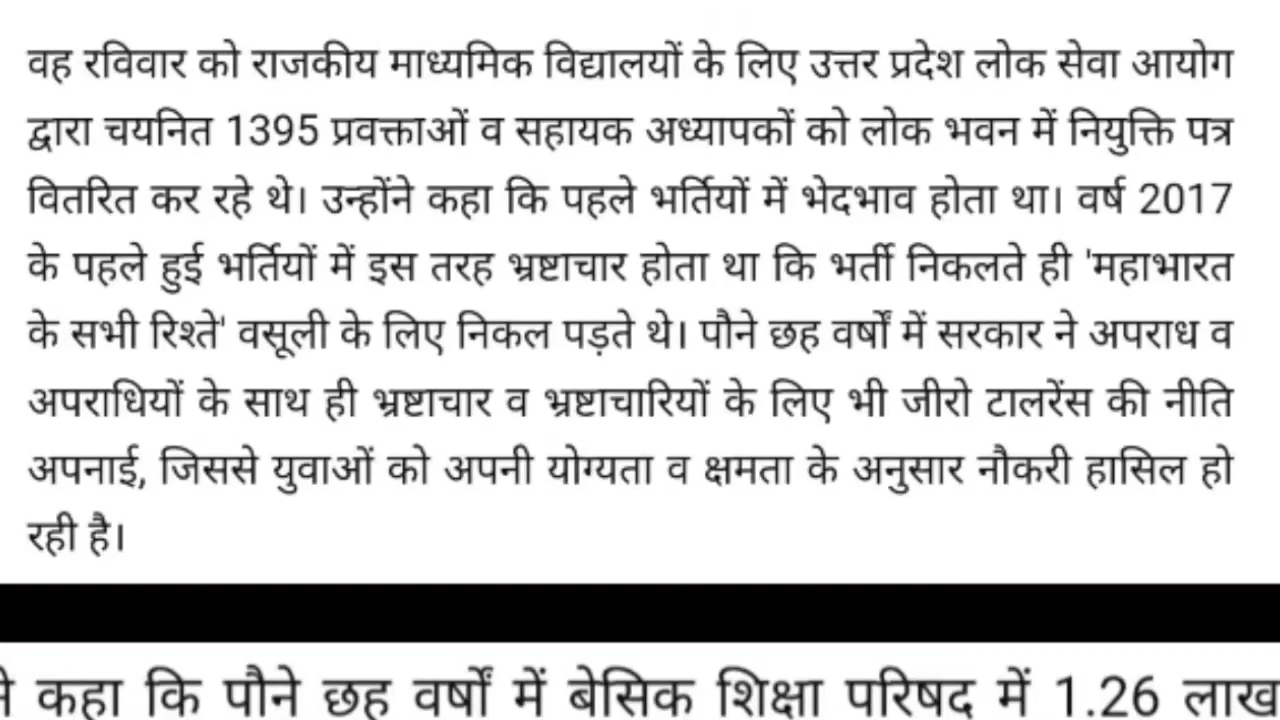 वह रविवार को राजकीय माध्यमिक विद्यालयों के लिए उत्तर प्रदेश लोक सेवा आयोग
द्वारा चयनित 1395 प्रवक्ताओं व सहायक अध्यापकों को लोक भवन में नियुक्ति पत्र
वितरित कर रहे थे। उन्होंने कहा कि पहले भर्तियों में भेदभाव होता था। वर्ष 2017
के पहले हुई भर्तियों में इस तरह भ्रष्टाचार होता था कि भर्ती निकलते ही 'महाभारत
के सभी रिश्ते' वसूली के लिए निकल पड़ते थे। पौने छह वर्षों में सरकार ने अपराध व
अपराधियों के साथ ही भ्रष्टाचार व भ्रष्टाचारियों के लिए भी जीरो टालरेंस की नीति
अपनाई, जिससे युवाओं को अपनी योग्यता व क्षमता के अनुसार नौकरी हासिल हो
रही है।
कहा कि पौने छह वर्षों में बेसिक शिक्षा परिषद में 1.26 लाख